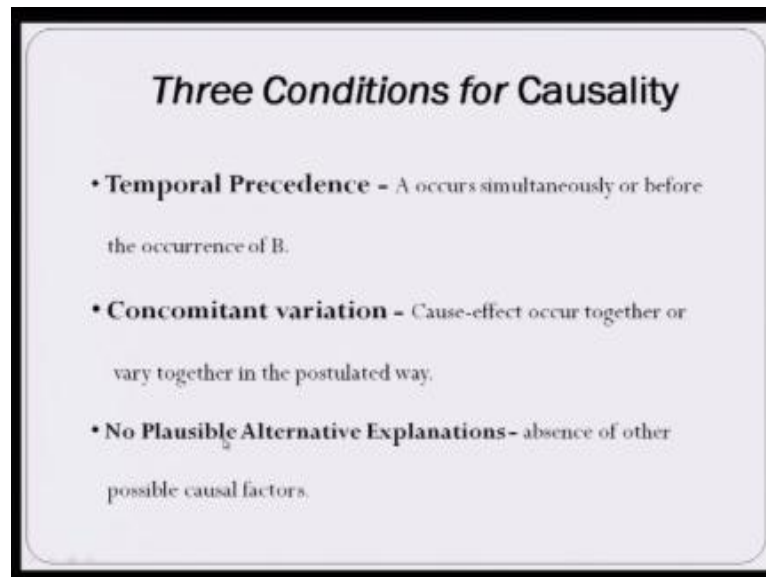 Three Conditions for Causality
• Temporal Precedence - A occurs simultaneously or before
the occurrence of B.
• Concomitant variation - Cause-effect occur together or
vary together in the postulated way.
• No Plausible Alternative Explanations- absence of other
possible causal factors.